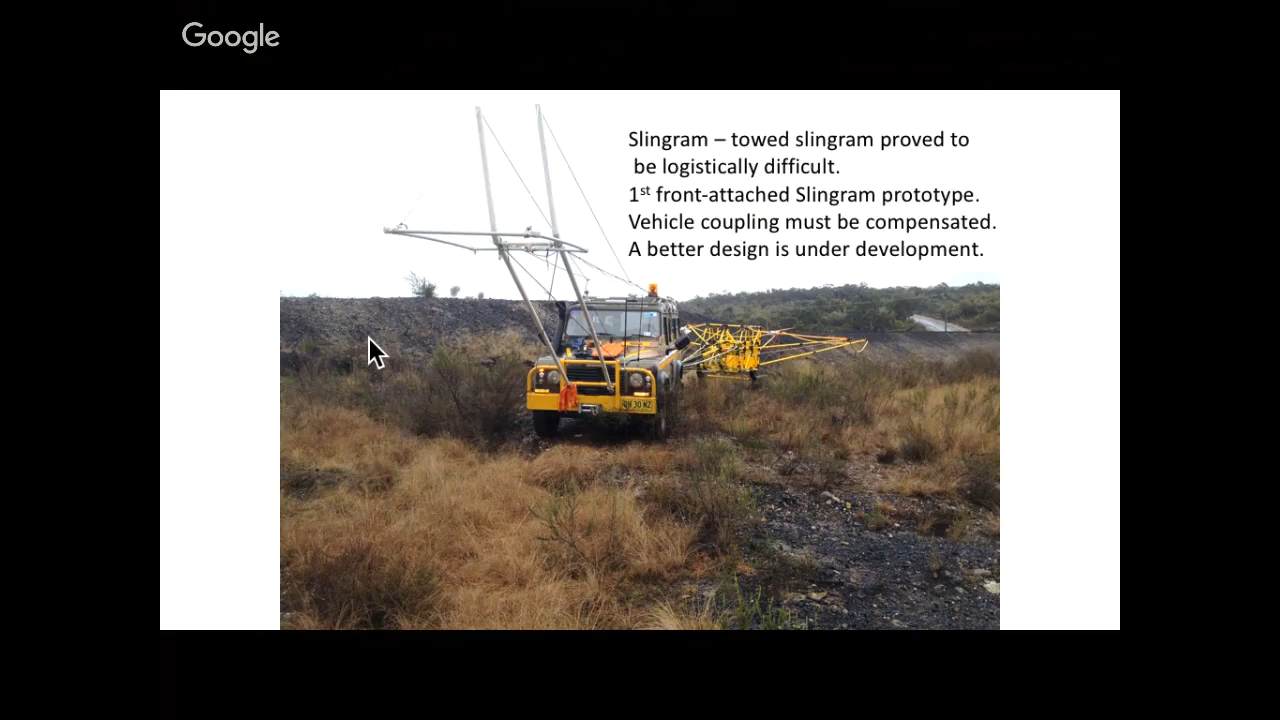 Google
Slingram – towed slingram proved to
be logistically difficult.
1st front-attached Slingram prototype.
Vehicle coupling must be compensated.
A better design is under development.